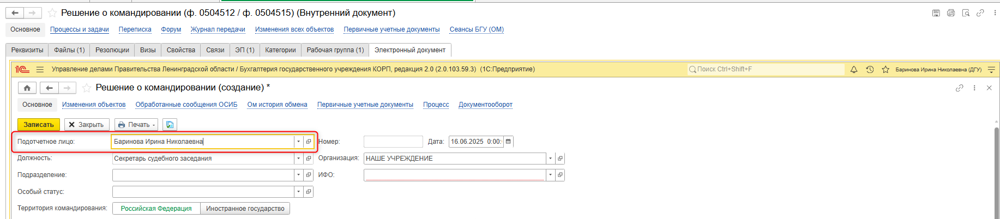 Решение о командировании (ф. 0504512 / ф. 0504515) (Внутренний документ)
Основное Процессы и задачи Переписка Форум Журнал передачи Изменения всех объектов Первичные учетные документы Сеансы БГУ (ОМ)
Реквизиты Файлы (1) Резолюции Визы Свойства Связи ЭП (1) Категории Рабочая группа (1) Электронный документ
1С Управление делами Правительства Ленинградской области / Бухгалтерия государственного учреждения КОРП, редакция 2.0 (2.0.103.59.3) (1С:Предприятие) Поиск Ctrl+Shift+F Баринова Ирина Николаевна (ДГУ)
Решение о командировании (создание) *
Основное Изменения объектов Обработанные сообщения ОСИБ Ом история обмена Первичные учетные документы Процесс Документооборот
Записать Закрыть Печать
Подотчетное лицо: Баринова Ирина Николаевна Номер: Дата: 16.06.2025 0:00:
Должность: Секретарь судебного заседания Организация: НАШЕ УЧРЕЖДЕНИЕ
Подразделение: ИФО:
Особый статус:
Территория командирования: Российская Федерация Иностранное государство